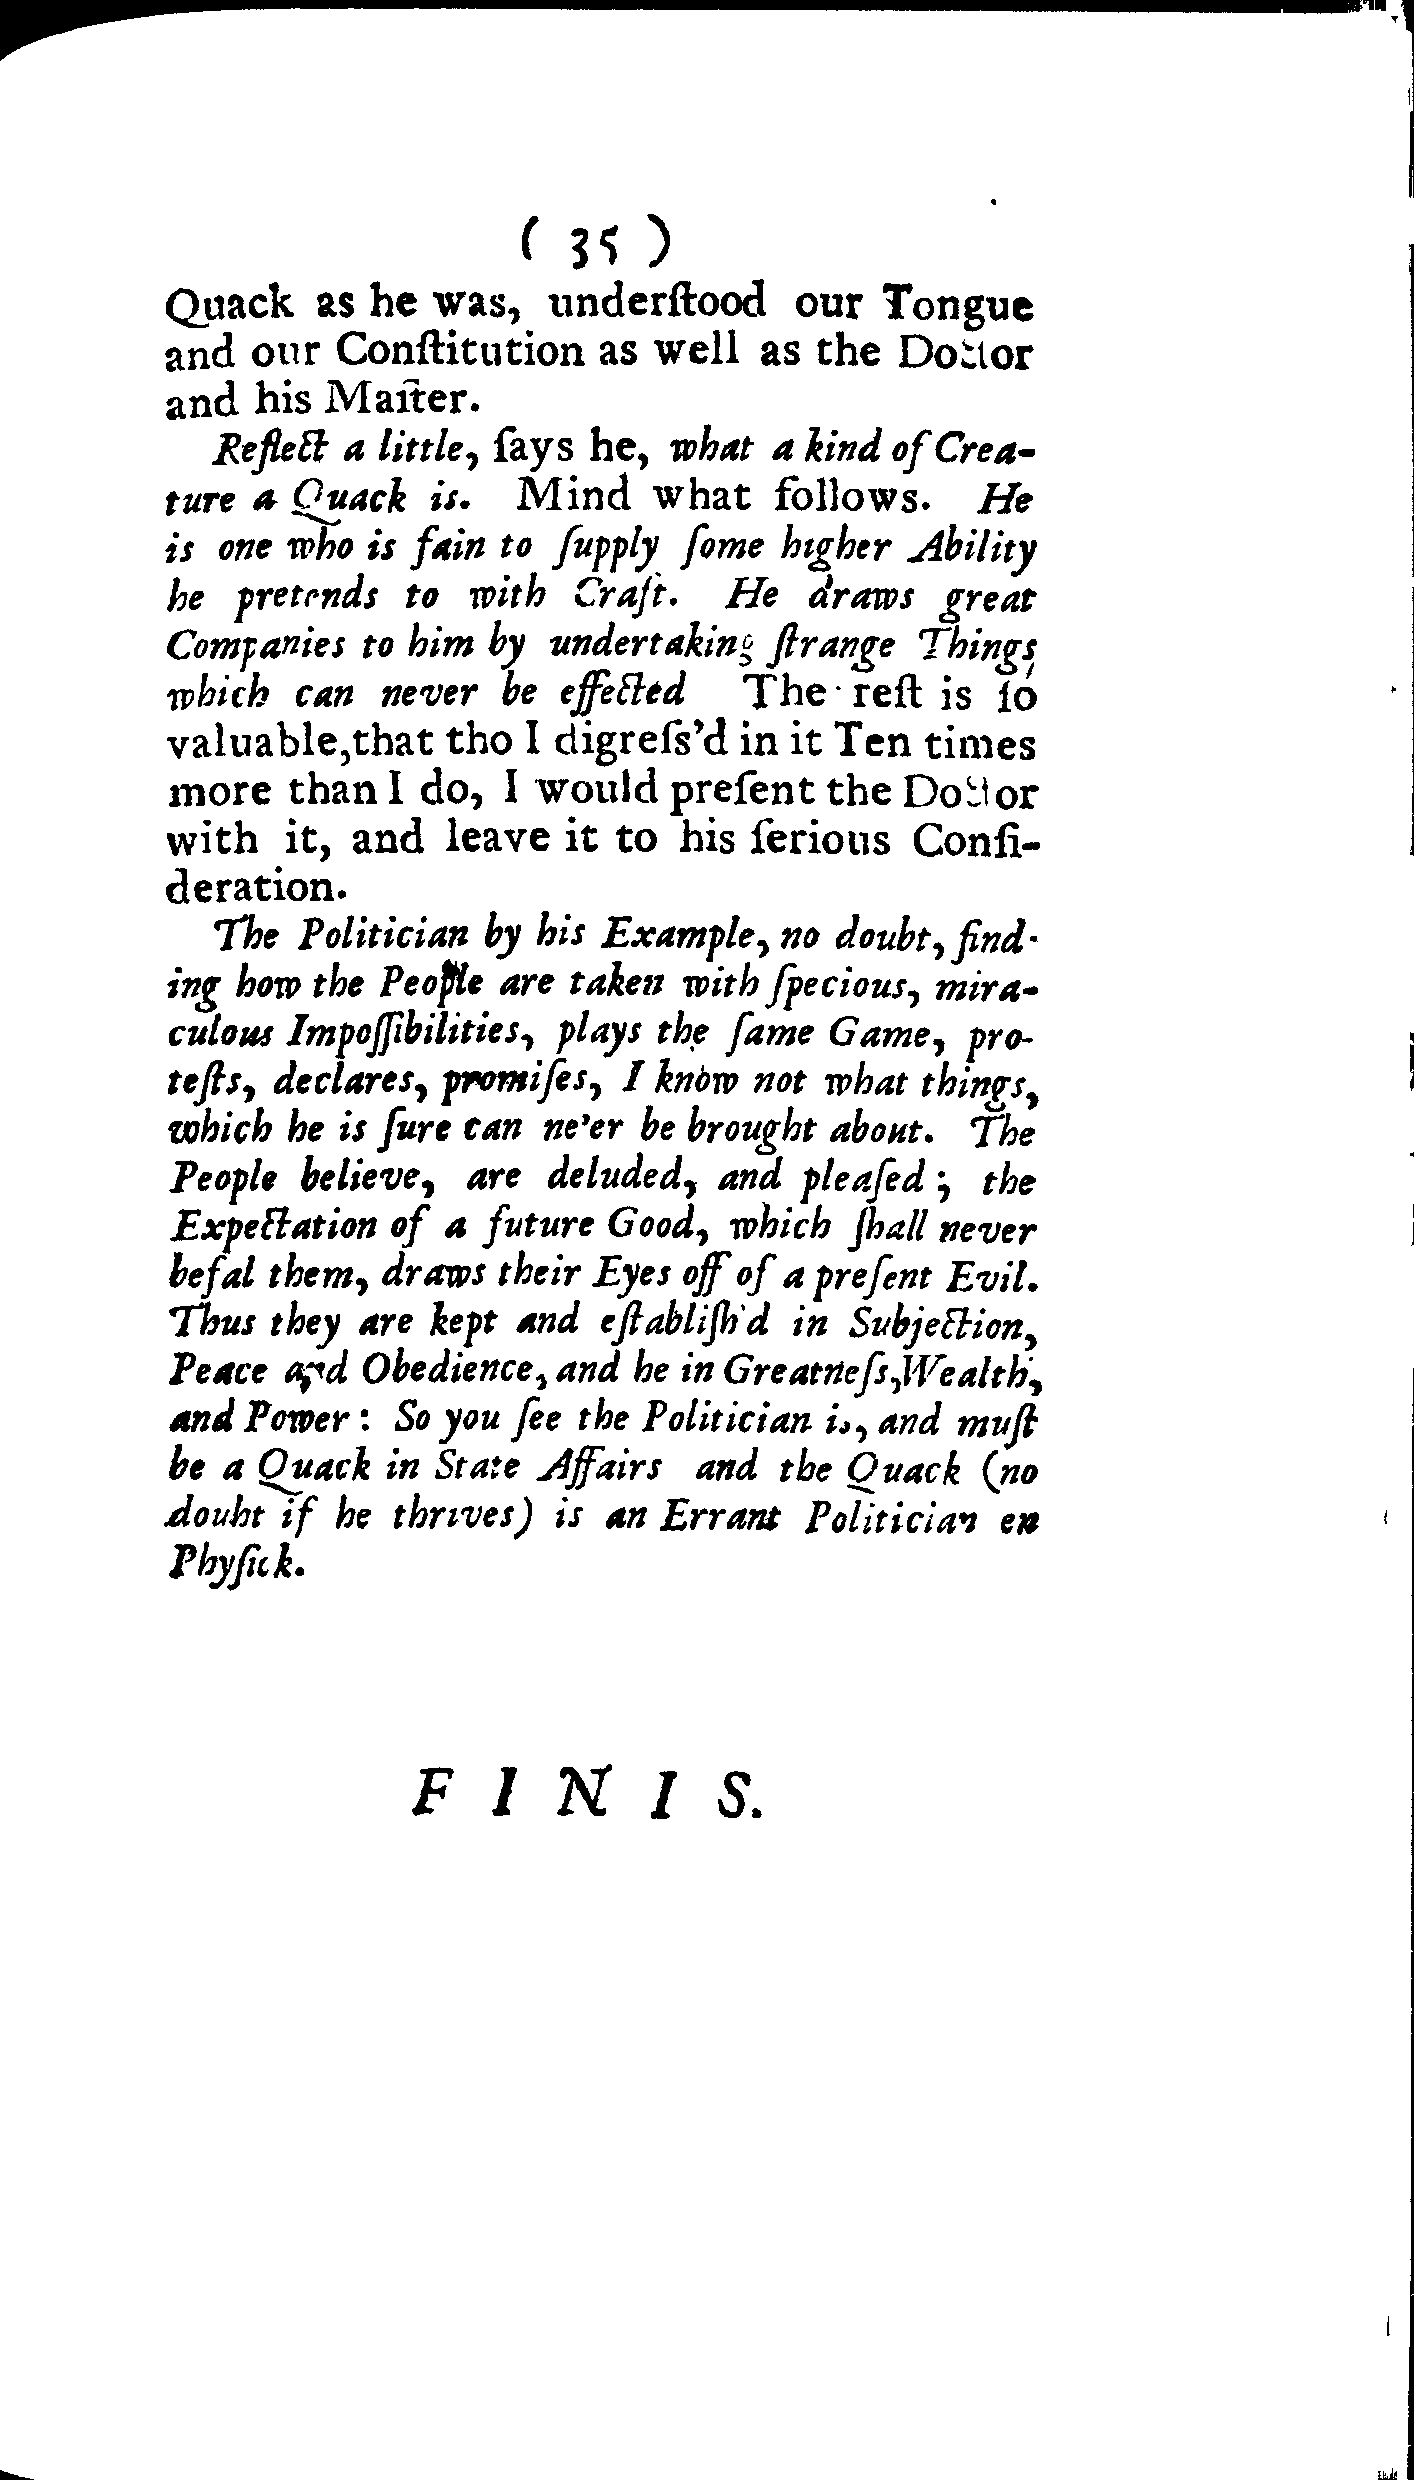 ( 35 )
Quack as he was, underſtood our Tongue
and our Conſtitution as well as the Doctor
and his Maſter.
Reflect a little, ſays he, what a kind of Crea-
ture a Quack is. Mind what follows. He
is one who is fain to ſupply ſome higher Ability
he pretends to with Craft. He draws great
Companies to him by undertaking ſtrange Things,
which can never be effected The reſt is ſo
valuable,that tho I digreſs'd in it Ten times
more than I do, I would preſent the Doctor
with it, and leave it to his ſerious Conſi-
deration.
The Politician by his Example, no doubt, find-
ing how the People are taken with ſpecious, mira-
culous Impoſſibilities, plays the ſame Game, pro-
teſts, declares, promiſes, I know not what things,
which he is ſure can ne'er be brought about. The
People believe, are deluded, and pleaſed; the
Expectation of a future Good, which ſhall never
befal them, draws their Eyes off of a preſent Evil.
Thus they are kept and eſtabliſh'd in Subjection,
Peace and Obedience, and he in Greatneſs,Wealth,
and Power: So you ſee the Politician is, and muſt
be a Quack in State Affairs and the Quack (no
doubt if he thrives) is an Errant Politician en
Phyſick.
F I N I S.